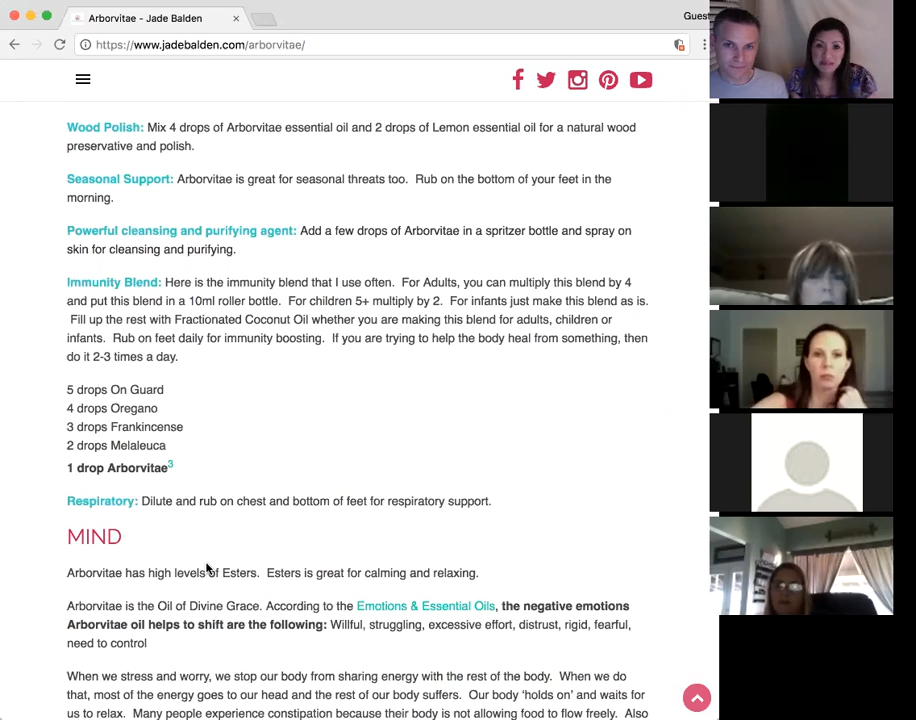 Arborvitae - Jade Balden
Guest
https://www.jadebalden.com/arborvitae/
Wood Polish: Mix 4 drops of Arborvitae essential oil and 2 drops of Lemon essential oil for a natural wood
preservative and polish.
Seasonal Support: Arborvitae is great for seasonal threats too. Rub on the bottom of your feet in the
morning.
Powerful cleansing and purifying agent: Add a few drops of Arborvitae in a spritzer bottle and spray on
skin for cleansing and purifying.
Immunity Blend: Here is the immunity blend that I use often. For Adults, you can multiply this blend by 4
and put this blend in a 10ml roller bottle. For children 5+ multiply by 2. For infants just make this blend as is.
Fill up the rest with Fractionated Coconut Oil whether you are making this blend for adults, children or
infants. Rub on feet daily for immunity boosting. If you are trying to help the body heal from something, then
do it 2-3 times a day.
5 drops On Guard
4 drops Oregano
3 drops Frankincense
2 drops Melaleuca
1 drop Arborvitae3
Respiratory: Dilute and rub on chest and bottom of feet for respiratory support.
MIND
Arborvitae has high levels of Esters. Esters is great for calming and relaxing.
Arborvitae is the Oil of Divine Grace. According to the Emotions & Essential Oils, the negative emotions
Arborvitae oil helps to shift are the following: Willful, struggling, excessive effort, distrust, rigid, fearful,
need to control
When we stress and worry, we stop our body from sharing energy with the rest of the body. When we do
that, most of the energy goes to our head and the rest of our body suffers. Our body 'holds on' and waits for
us to relax. Many people experience constipation because their body is not allowing food to flow freely. Also